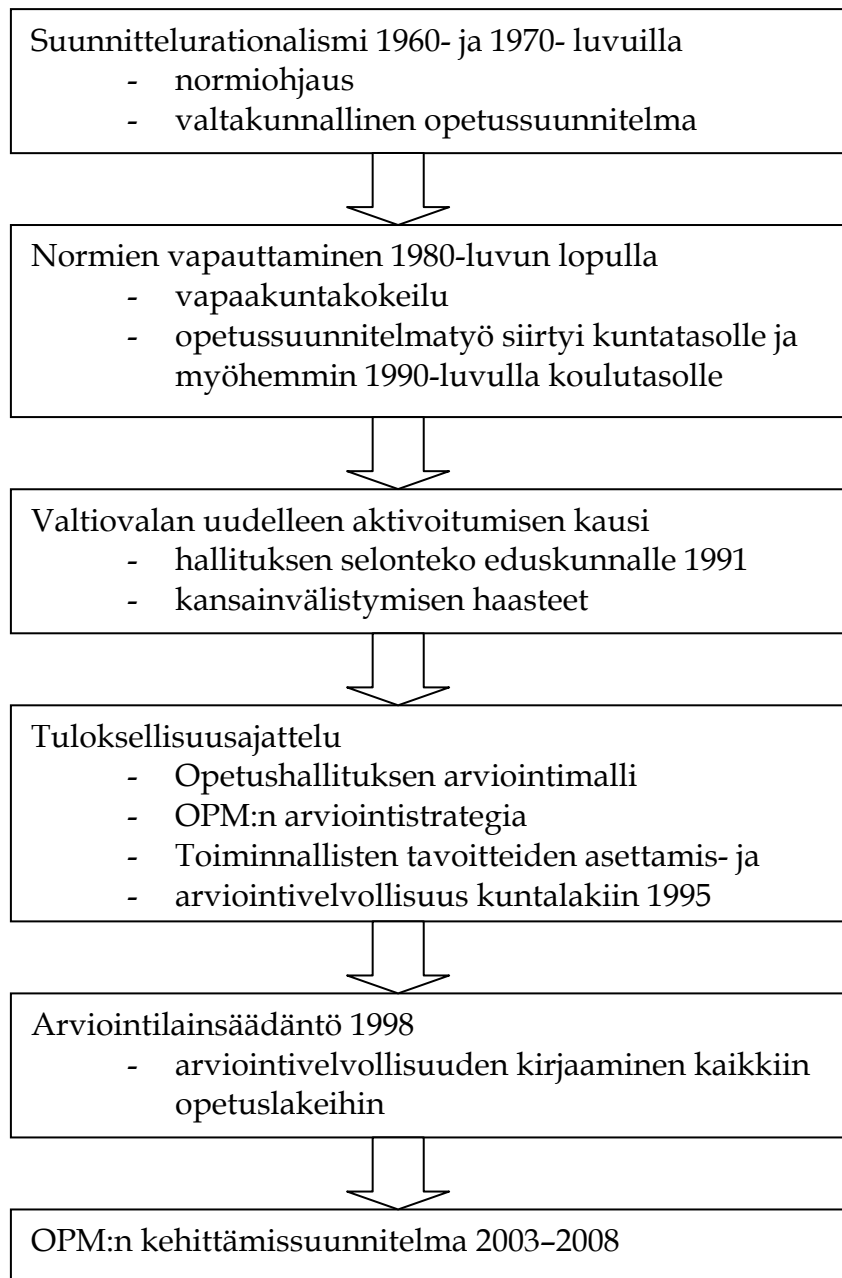 Suunnittelurationalismi 1960- ja 1970- luvuilla
- normiohjaus
- valtakunnallinen opetussuunnitelma
Normien vapauttaminen 1980-luvun lopulla
- vapaakuntakokeilu
- opetussuunnitelmatyö siirtyi kuntatasolle ja
myöhemmin 1990-luvulla koulutasolle
Valtiovalan uudelleen aktivoitumisen kausi
- hallituksen selonteko eduskunnalle 1991
- kansainvälistymisen haasteet
Tuloksellisuusajattelu
- Opetushallituksen arviointimalli
- OPM:n arviointistrategia
- Toiminnallisten tavoitteiden asettamis- ja
- arviointivelvollisuus kuntalakiin 1995
Arviointilainsäädäntö 1998
- arviointivelvollisuuden kirjaaminen kaikkiin
opetuslakeihin
OPM:n kehittämissuunnitelma 2003–2008